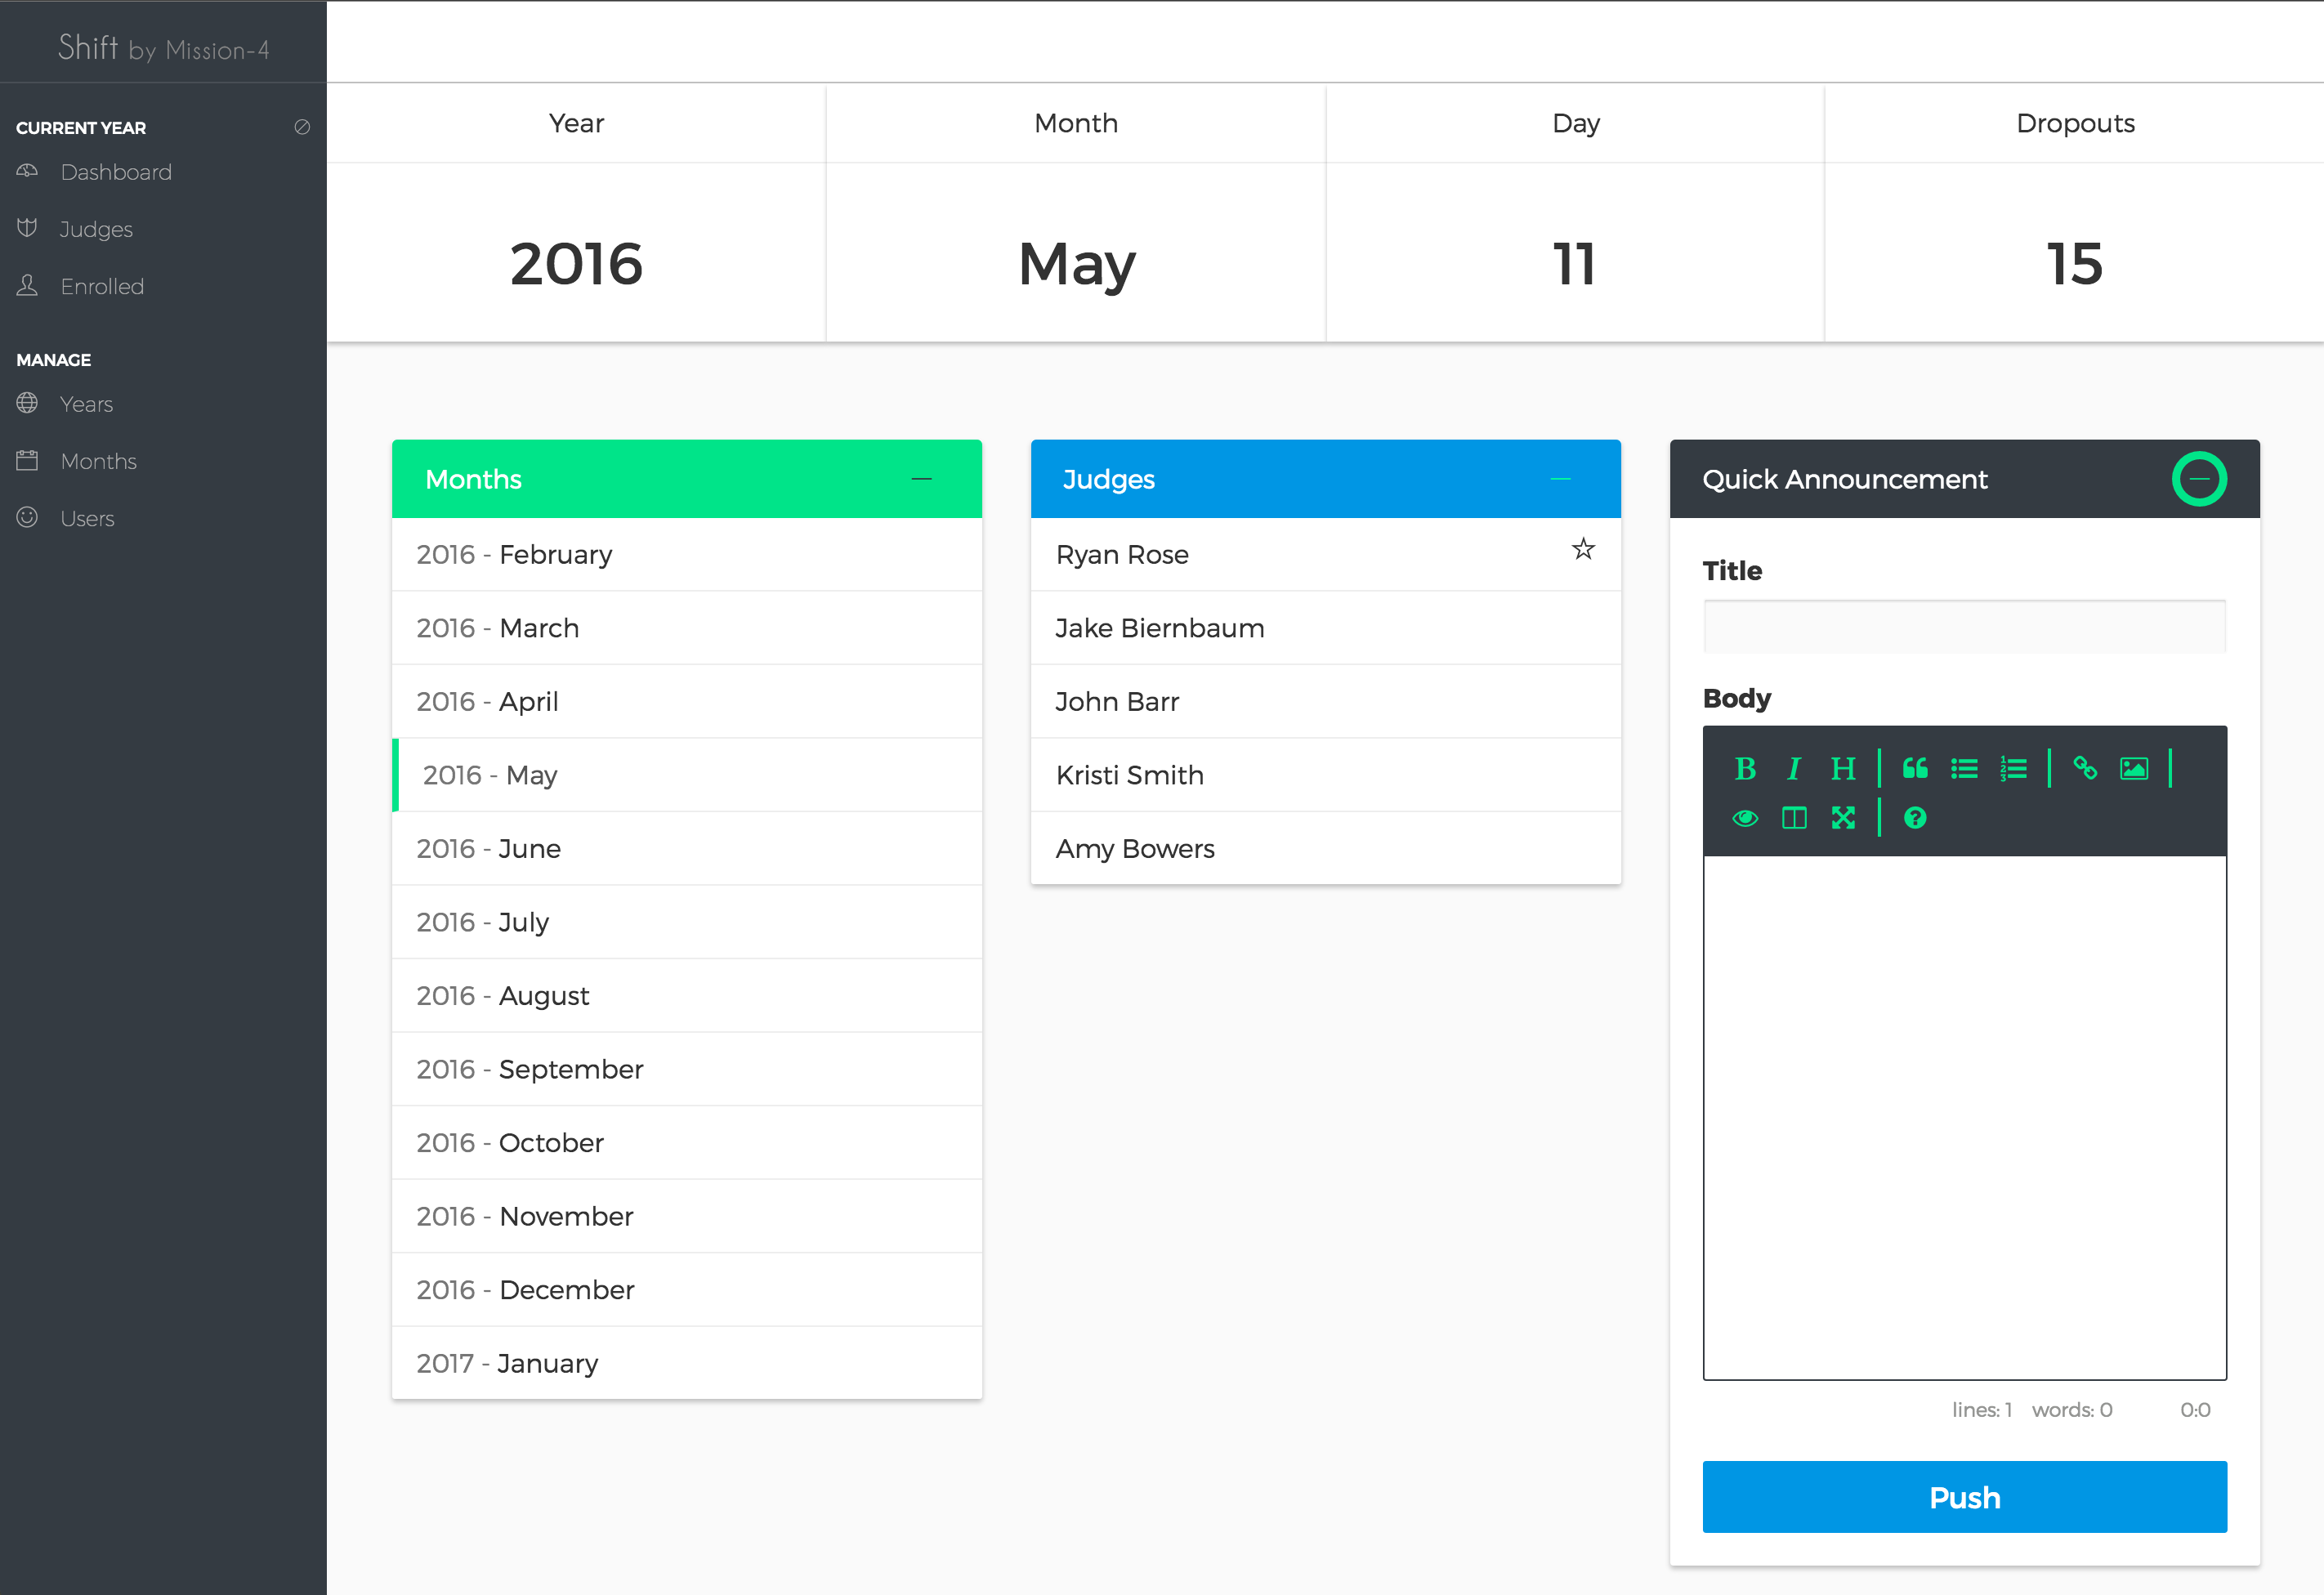 Shift by Mission-4
CURRENT YEAR
Dashboard
Judges
Enrolled
MANAGE
Years
Months
Users
Year
Month
Day
Dropouts
2016
May
11
15
Months
2016 - February
2016 - March
2016 - April
2016 - May
2016 - June
2016 - July
2016 - August
2016 - September
2016 - October
2016 - November
2016 - December
2017 - January
Judges
Ryan Rose
Jake Biernbaum
John Barr
Kristi Smith
Amy Bowers
Quick Announcement
Title
Body
B I H
lines: 1 words: 0 0:0
Push